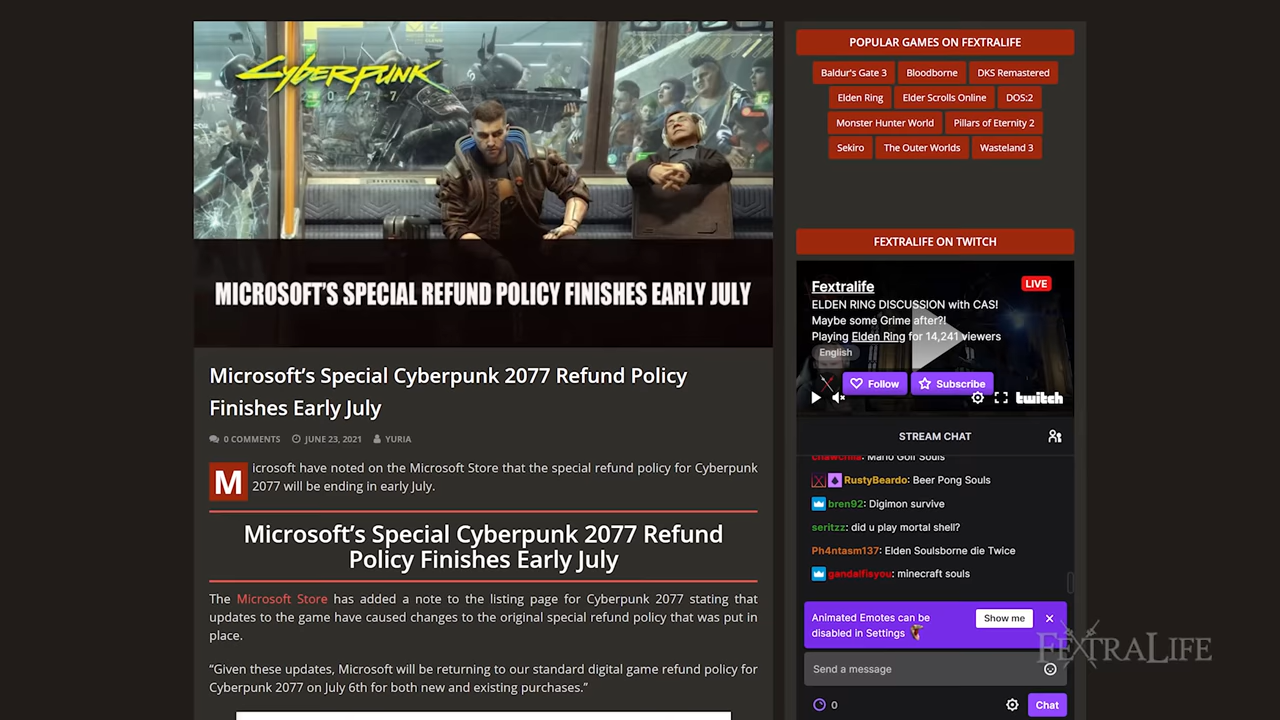 Cyberpunk
2077
MICROSOFT'S SPECIAL REFUND POLICY FINISHES EARLY JULY
Microsoft's Special Cyberpunk 2077 Refund Policy
Finishes Early July
0 COMMENTS JUNE 23, 2021 YURIA
Microsoft have noted on the Microsoft Store that the special refund policy for Cyberpunk
2077 will be ending in early July.
Microsoft's Special Cyberpunk 2077 Refund
Policy Finishes Early July
The Microsoft Store has added a note to the listing page for Cyberpunk 2077 stating that
updates to the game have caused changes to the original special refund policy that was put in
place.
“Given these updates, Microsoft will be returning to our standard digital game refund policy for
Cyberpunk 2077 on July 6th for both new and existing purchases.”
POPULAR GAMES ON FEXTRALIFE
Baldur's Gate 3 Bloodborne DKS Remastered
Elden Ring Elder Scrolls Online DOS:2
Monster Hunter World Pillars of Eternity 2
Sekiro The Outer Worlds Wasteland 3
FEXTRALIFE ON TWITCH
Fextralife LIVE
ELDEN RING DISCUSSION with CAS!
Maybe some Grime after?!
Playing Elden Ring for 14,241 viewers
English
Follow Subscribe
twitch
STREAM CHAT
chawchila: Mario Golf Souls
RustyBeardo: Beer Pong Souls
bren92: Digimon survive
seritzz: did u play mortal shell?
Ph4ntasm137: Elden Soulsborne die Twice
gandalfisyou: minecraft souls
Animated Emotes can be
disabled in Settings
Show me
Send a message
0 Chat
FEXTRALIFE